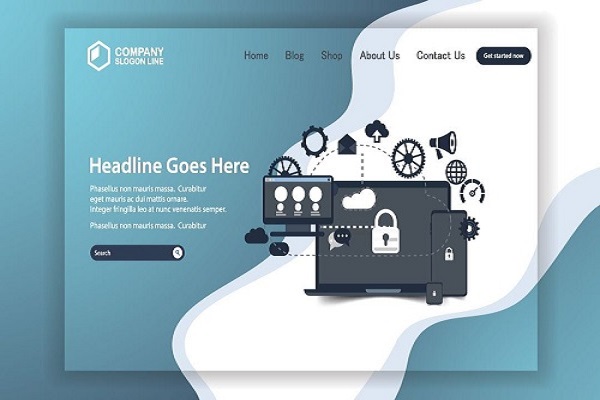 COMPANY
SLOGON LINE
Home Blog Shop About Us Contact Us Get started now
Headline Goes Here
Phasellus non mauris massa. Curabitur
eget mauris ac dui mattis ornare.
Integer fringilla leo at nunc venenatis semper.
Phasellus non mauris massa. Curabitur
Search